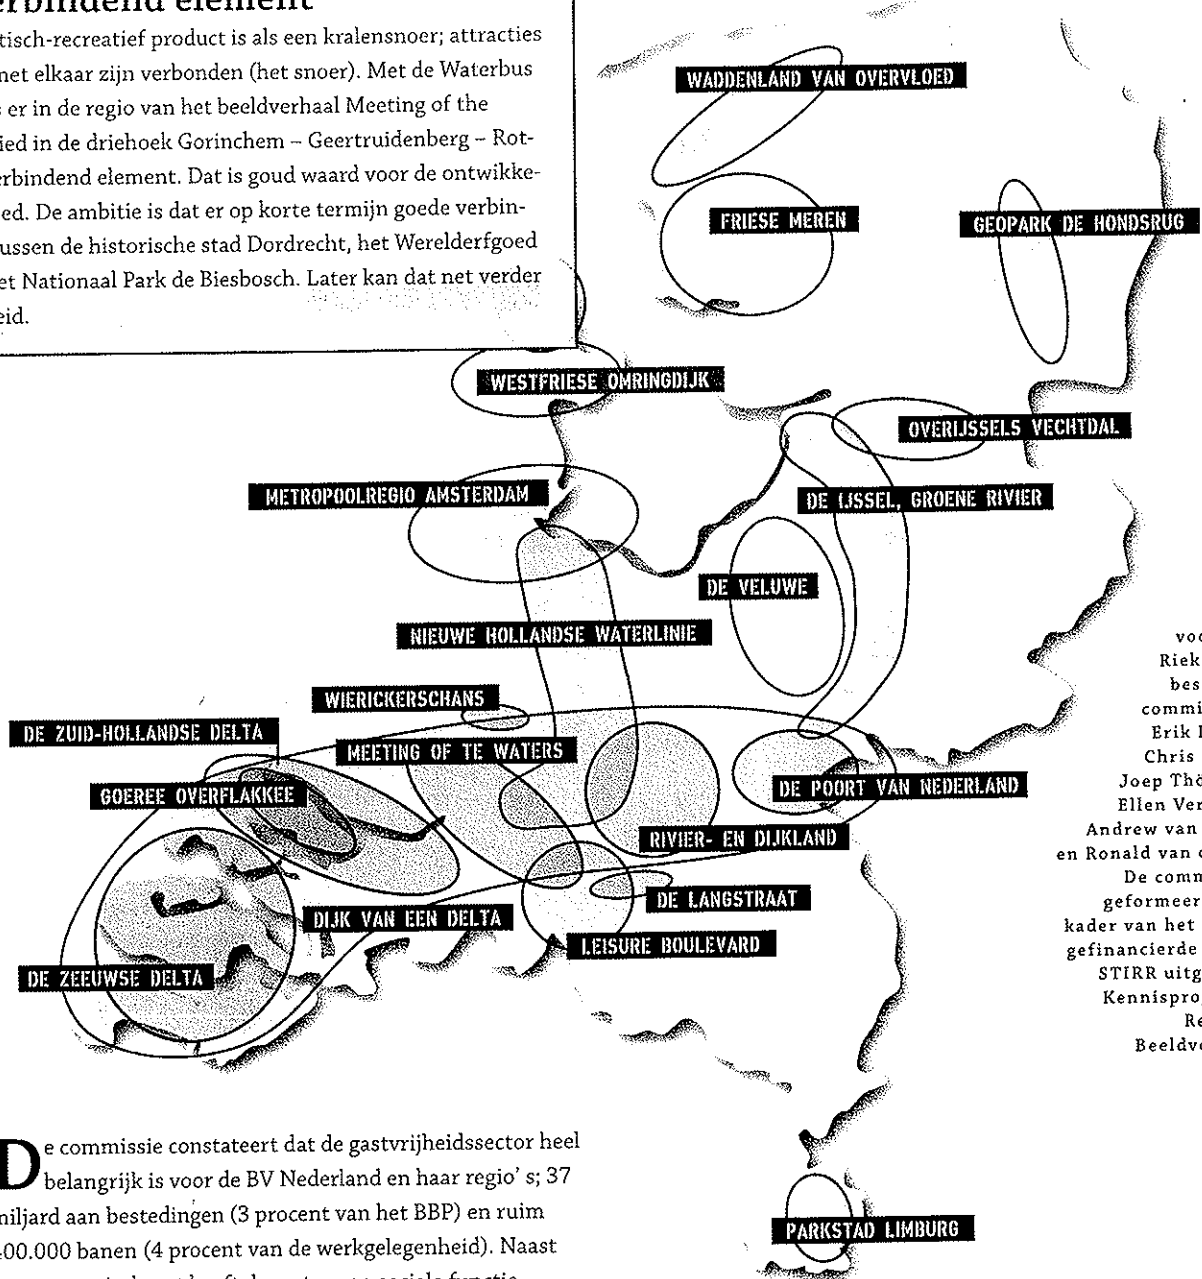 verbindend element
tisch-recreatief product is als een kralensnoer; attracties
met elkaar zijn verbonden (het snoer). Met de Waterbus
er in de regio van het beeldverhaal Meeting of the
ied in de driehoek Gorinchem – Geertruidenberg – Rot-
erbindend element. Dat is goud waard voor de ontwikke-
ed. De ambitie is dat er op korte termijn goede verbin-
ussen de historische stad Dordrecht, het Werelderfgoed
et Nationaal Park de Biesbosch. Later kan dat net verder
eid.
WADDENLAND VAN OVERVLOED
FRIESE MEREN
GEOPARK DE HONDSRUG
WESTFRIESE OMRINGDIJK
OVERIJSSELS VECHTDAL
METROPOOLREGIO AMSTERDAM
DE IJSSEL, GROENE RIVIER
DE VELUWE
NIEUWE HOLLANDSE WATERLINIE
WIERICKERSCHANS
DE ZUID-HOLLANDSE DELTA
MEETING OF TE WATERS
GOEREE OVERFLAKKEE
DE POORT VAN NEDERLAND
RIVIER- EN DIJKLAND
DE LANGSTRAAT
DIJK VAN EEN DELTA
LEISURE BOULEVARD
DE ZEEUWSE DELTA
PARKSTAD LIMBURG
voo
Riek
bes
commi
Erik
Chris
Joep Thö
Ellen Ver
Andrew van
en Ronald van
De comm
geformeer
kader van het
gefinancierde
STIRR uitg
Kennispro
Re
Beeldve
De commissie constateert dat de gastvrijheidssector heel
belangrijk is voor de BV Nederland en haar regio' s; 37
miljard aan bestedingen (3 procent van het BBP) en ruim
400.000 banen (4 procent van de werkgelegenheid). Naast